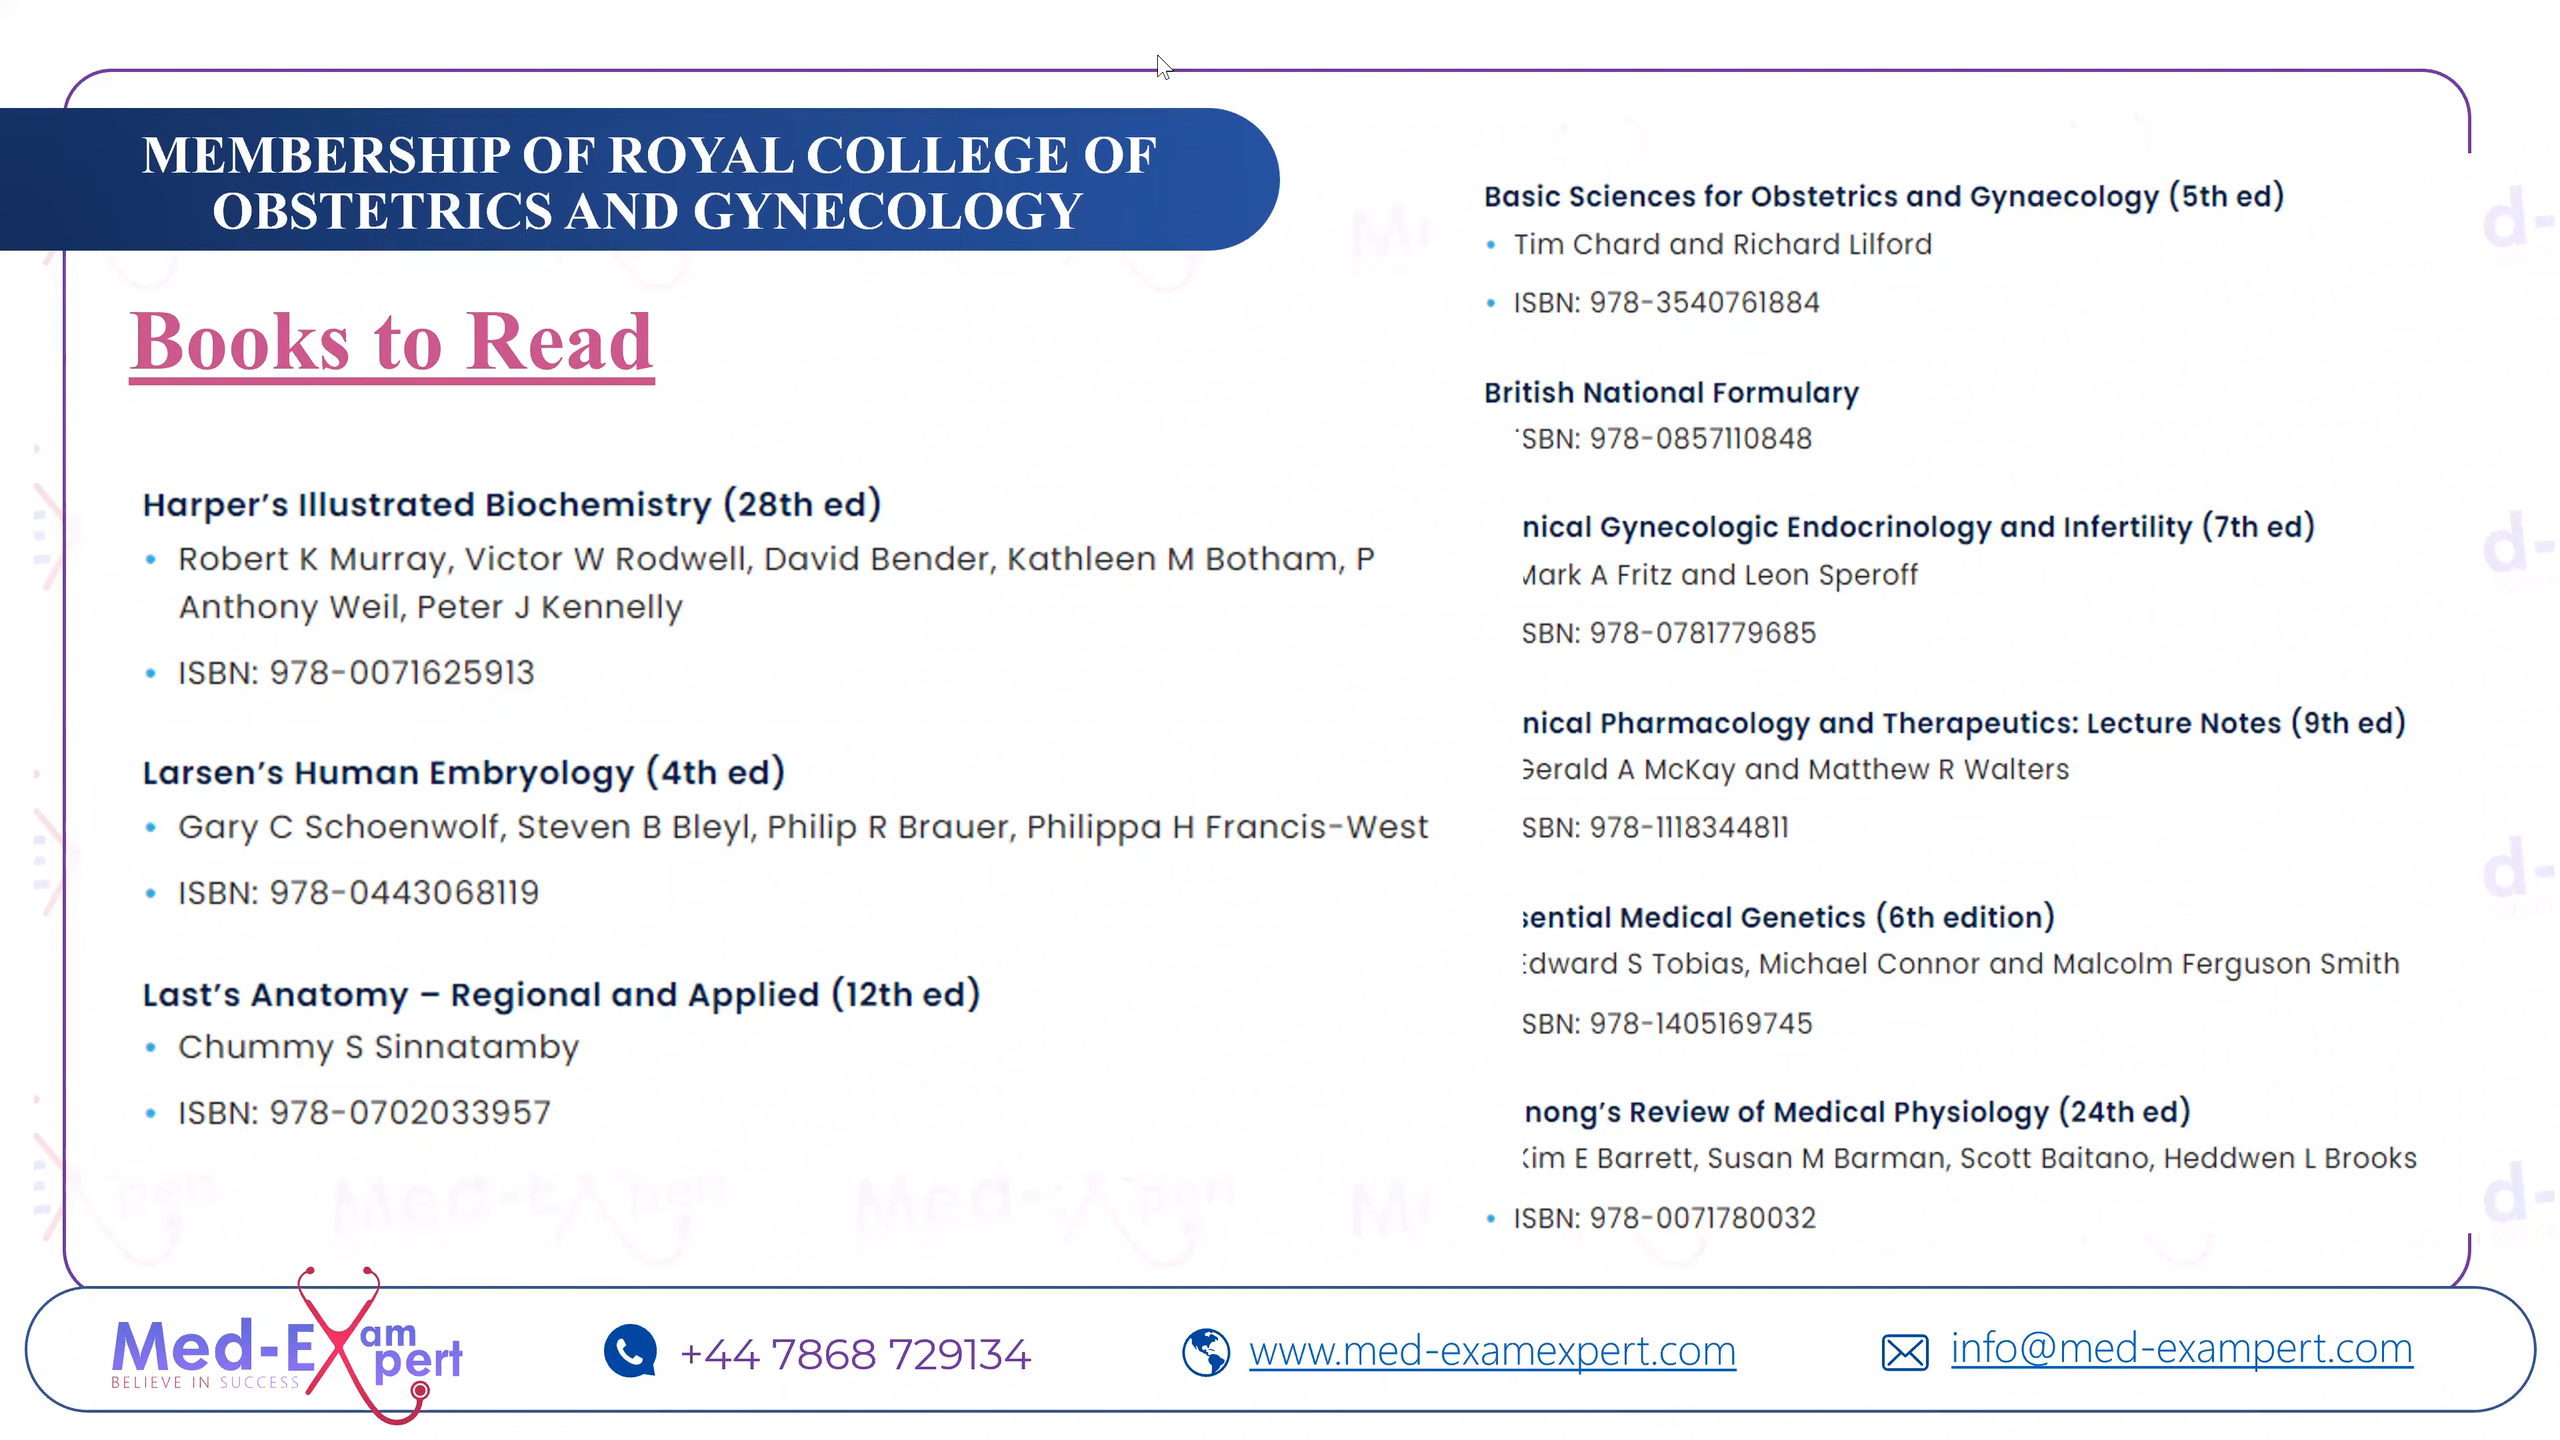 MEMBERSHIP OF ROYAL COLLEGE OF
OBSTETRICS AND GYNECOLOGY
Books to Read
Harper’s Illustrated Biochemistry (28th ed)
• Robert K Murray, Victor W Rodwell, David Bender, Kathleen M Botham, P
Anthony Weil, Peter J Kennelly
• ISBN: 978-0071625913
Larsen’s Human Embryology (4th ed)
• Gary C Schoenwolf, Steven B Bleyl, Philip R Brauer, Philippa H Francis-West
• ISBN: 978-0443068119
Last’s Anatomy – Regional and Applied (12th ed)
• Chummy S Sinnatamby
• ISBN: 978-0702033957
Basic Sciences for Obstetrics and Gynaecology (5th ed)
• Tim Chard and Richard Lilford
• ISBN: 978-3540761884
British National Formulary
SBN: 978-0857110848
nical Gynecologic Endocrinology and Infertility (7th ed)
Mark A Fritz and Leon Speroff
SBN: 978-0781779685
nical Pharmacology and Therapeutics: Lecture Notes (9th ed)
Gerald A McKay and Matthew R Walters
SBN: 978-1118344811
sential Medical Genetics (6th edition)
Edward S Tobias, Michael Connor and Malcolm Ferguson Smith
SBN: 978-1405169745
nong’s Review of Medical Physiology (24th ed)
Kim E Barrett, Susan M Barman, Scott Baitano, Heddwen L Brooks
• ISBN: 978-0071780032
Med-EXam
pert
BELIEVE IN SUCCESS
+44 7868 729134
www.med-examexpert.com
info@med-exampert.com